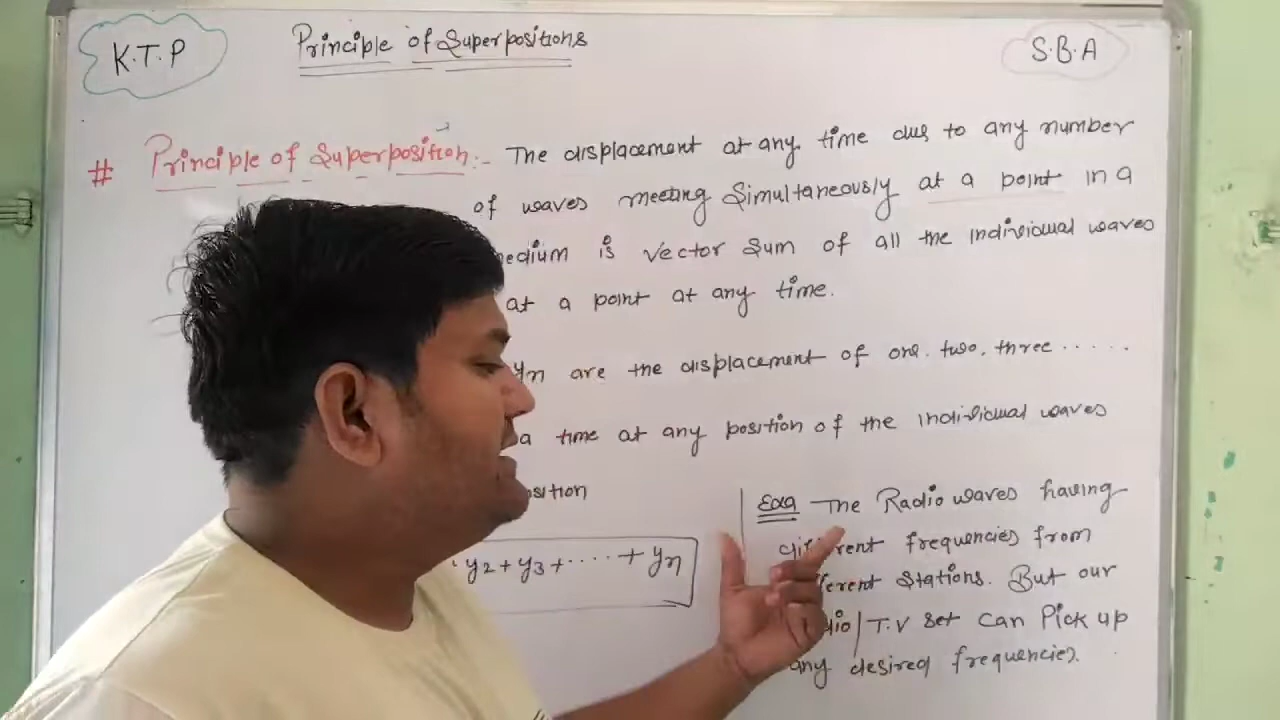 K.T.P
Principle of Superpositions
S.B.A
# Principle of Superposition:- The displacement at any time due to any number
of waves meeting Simultaneously at a point in a
medium is vector sum of all the individual waves
at a point at any time.
yn are the displacement of one, two, three ......
a time at any position of the individual waves
y2+y3+.....+yn
Exa The Radio waves having
different frequencies from
Stations. But our
T.V set can Pick up
any desired frequencies.